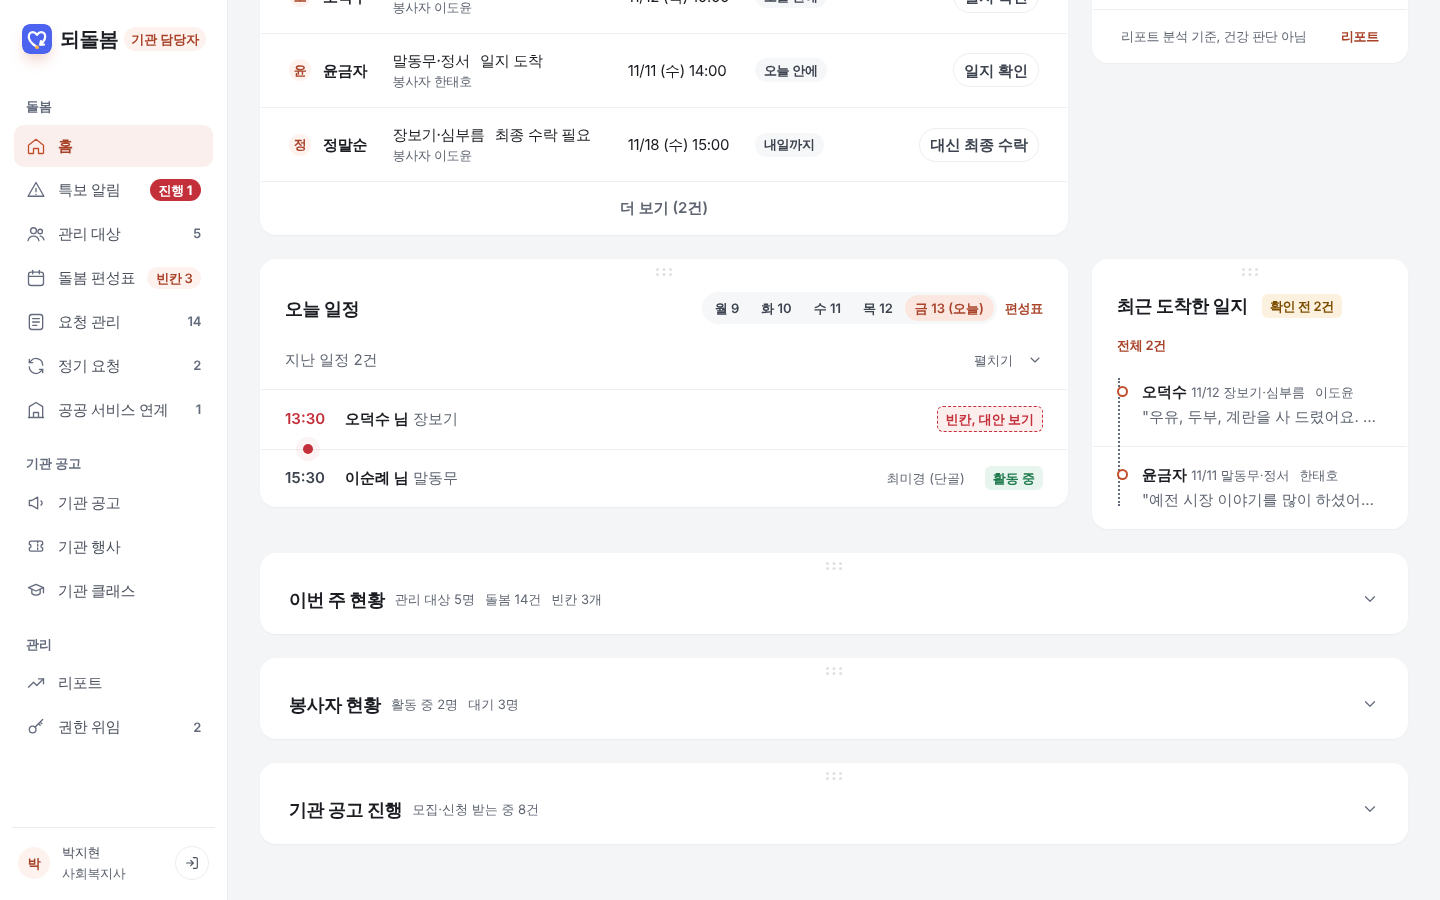 되돌봄 기관 담당자
돌봄
홈
특보 알림 진행 1
관리 대상 5
돌봄 편성표 빈칸 3
요청 관리 14
정기 요청 2
공공 서비스 연계 1
기관 공고
기관 공고
기관 행사
기관 클래스
관리
리포트
권한 위임 2
박 박지현
사회복지사
봉사자 이도윤
윤 윤금자 말동무·정서 일지 도착 11/11 (수) 14:00 오늘 안에 일지 확인
봉사자 한태호
정 정말순 장보기·심부름 최종 수락 필요 11/18 (수) 15:00 내일까지 대신 최종 수락
봉사자 이도윤
더 보기 (2건)
리포트 분석 기준, 건강 판단 아님 리포트
오늘 일정 월 9 화 10 수 11 목 12 금 13 (오늘) 편성표
지난 일정 2건 펼치기
13:30 오덕수 님 장보기 빈칸, 대안 보기
15:30 이순례 님 말동무 최미경 (단골) 활동 중
최근 도착한 일지 확인 전 2건
전체 2건
오덕수 11/12 장보기·심부름 이도윤
"우유, 두부, 계란을 사 드렸어요. ...
윤금자 11/11 말동무·정서 한태호
"예전 시장 이야기를 많이 하셨어...
이번 주 현황 관리 대상 5명 돌봄 14건 빈칸 3개
봉사자 현황 활동 중 2명 대기 3명
기관 공고 진행 모집·신청 받는 중 8건